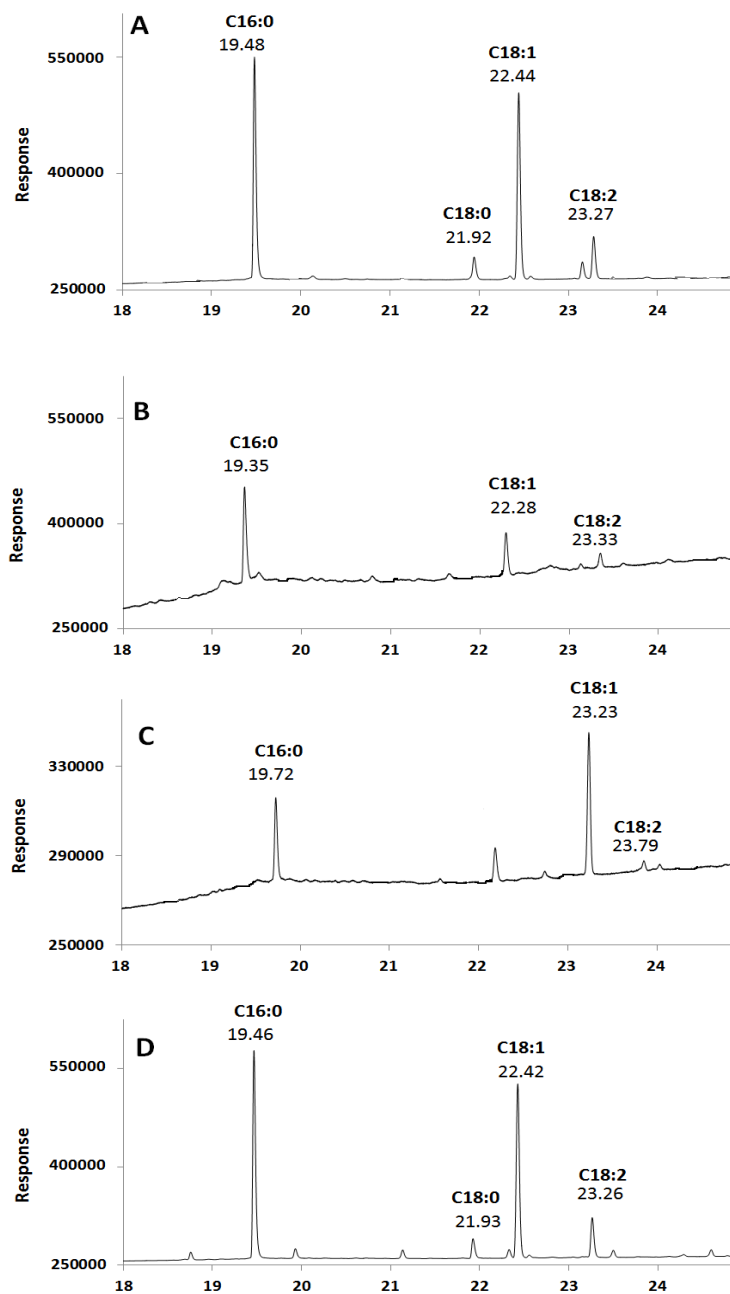 A
C16:0
19.48
C18:1
22.44
C18:0
21.92
C18:2
23.27
Response
550000
400000
250000
18 19 20 21 22 23 24
B
C16:0
19.35
C18:1
22.28
C18:2
23.33
Response
550000
400000
250000
18 19 20 21 22 23 24
C
C16:0
19.72
C18:1
23.23
C18:2
23.79
Response
330000
290000
250000
18 19 20 21 22 23 24
D
C16:0
19.46
C18:1
22.42
C18:0
21.93
C18:2
23.26
Response
550000
400000
250000
18 19 20 21 22 23 24